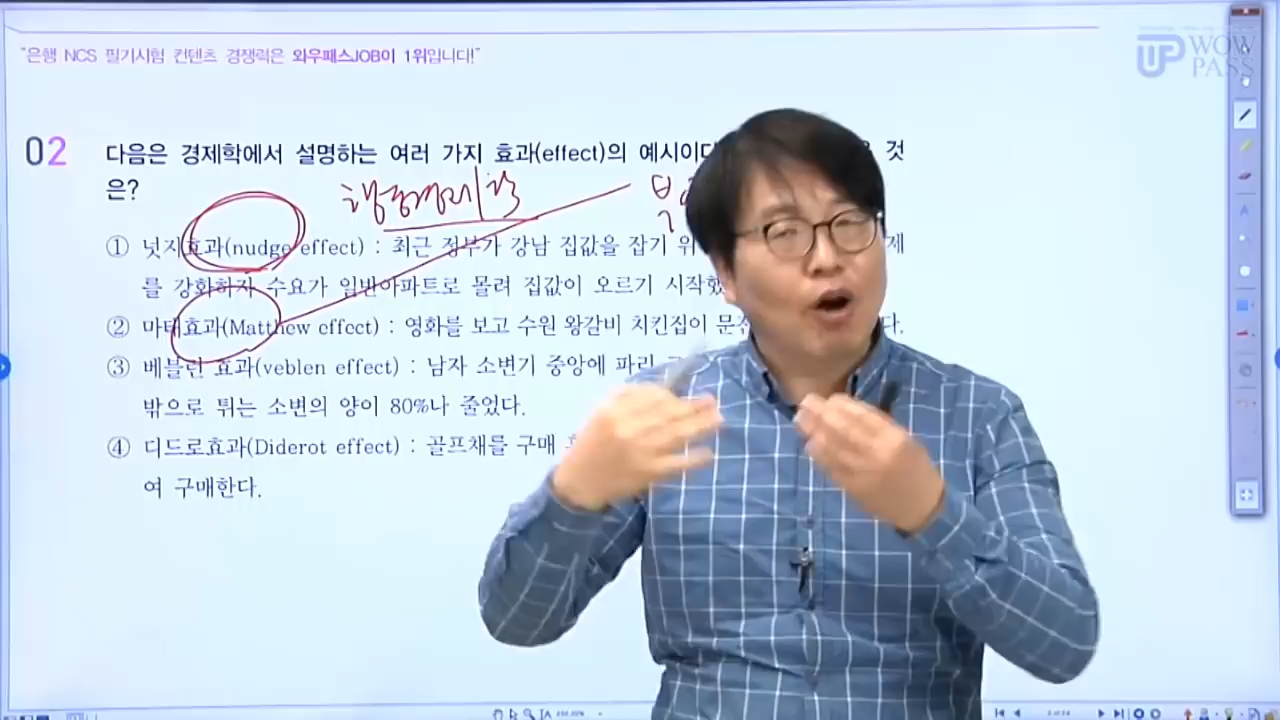 "은행 NCS 필기시험 컨텐츠 경쟁력은 와우패스JOB이 1위입니다!"
UP WOW
PASS
02 다음은 경제학에서 설명하는 여러 가지 효과(effect)의 예시이다 것
은?
행동경제학
① 넛지효과(nudge effect) : 최근 정부가 강남 집값을 잡기 위 제
를 강화하자 수요가 일반아파트로 몰려 집값이 오르기 시작했
② 마태효과(Matthew effect) : 영화를 보고 수원 왕갈비 치킨집이 문전 다.
③ 베블런 효과(veblen effect) : 남자 소변기 중앙에 파리
밖으로 튀는 소변의 양이 80%나 줄었다.
④ 디드로효과(Diderot effect) : 골프채를 구매
여 구매한다.